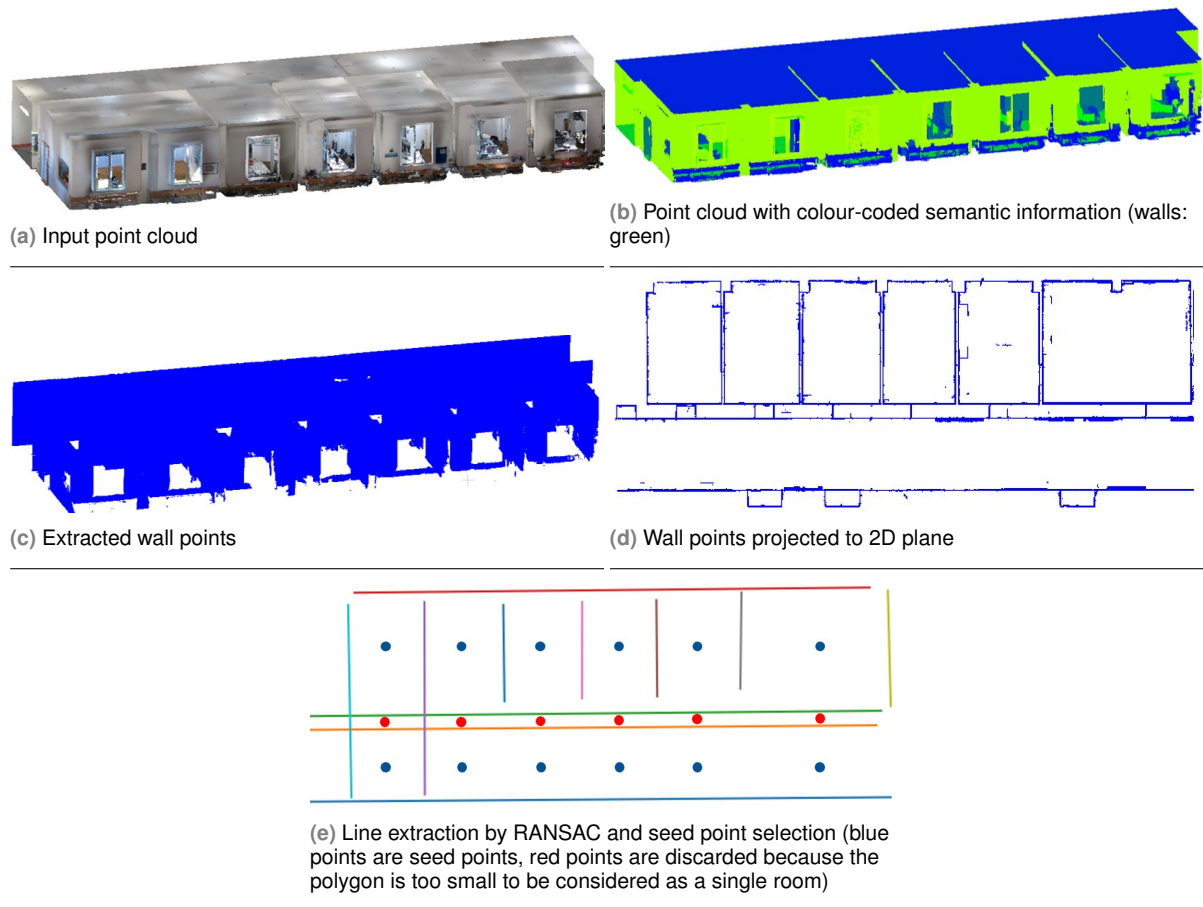 (a) Input point cloud
(b) Point cloud with colour-coded semantic information (walls:
green)
(c) Extracted wall points
(d) Wall points projected to 2D plane
(e) Line extraction by RANSAC and seed point selection (blue
points are seed points, red points are discarded because the
polygon is too small to be considered as a single room)